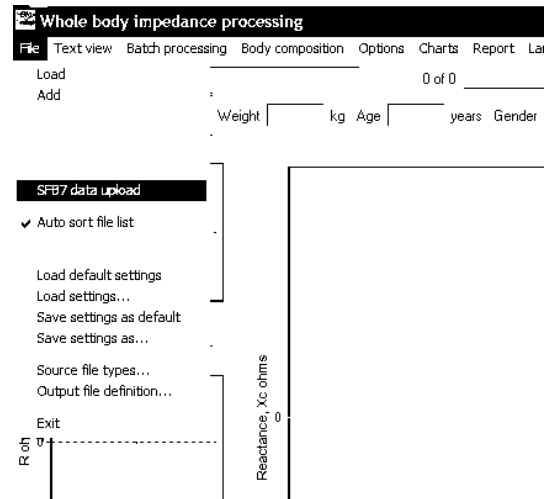 Whole body impedance processing
File Text view Batch processing Body composition Options Charts Report
Load
0 of 0
Add
Weight kg Age years Gender
SFB7 data upload
Auto sort file list
Load default settings
Load settings...
Save settings as default
Save settings as...
Source file types...
Output file definition...
Exit
Reactance, Xc ohms
0
0
R oh